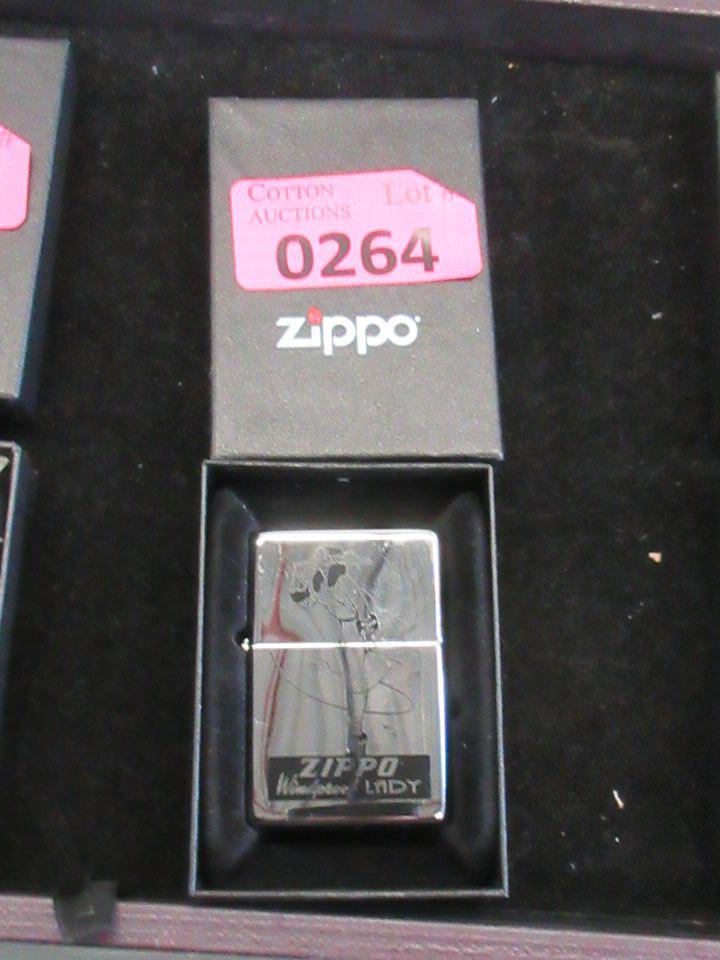 COTTON Lot #
AUCTIONS
0264
zippo
ZIPPO
Windproof LADY